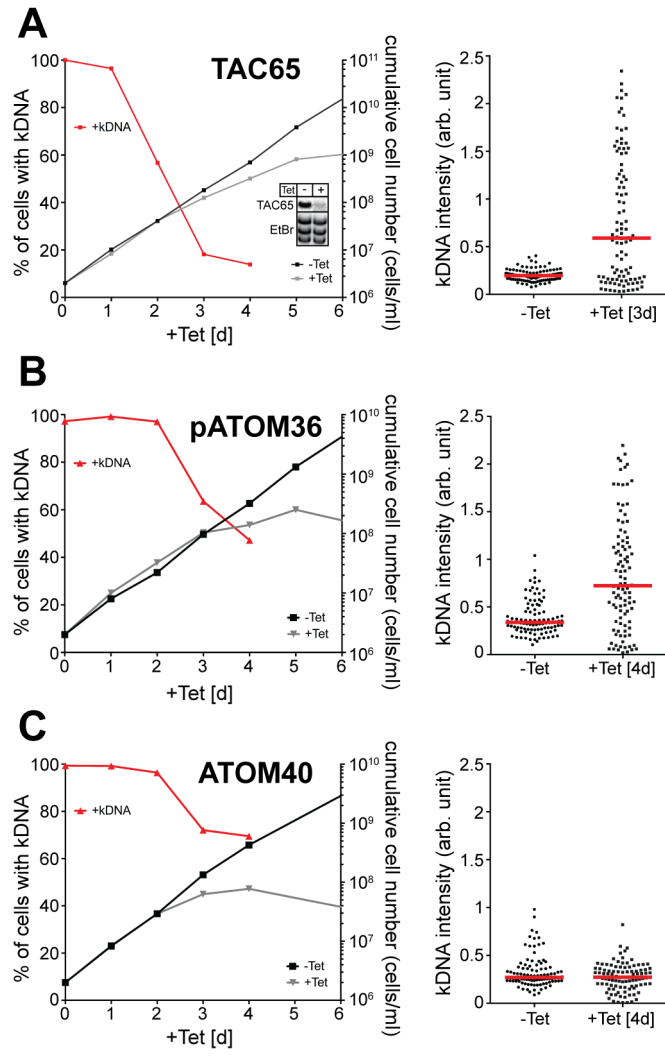 A
TAC65
% of cells with kDNA
100
80
60
40
20
0
+kDNA
Tet - +
TAC65
EtBr
-Tet
+Tet
10¹¹
10¹⁰
10⁹
10⁸
10⁷
10⁶
cumulative cell number (cells/ml)
0 1 2 3 4 5 6
+Tet [d]
kDNA intensity (arb. unit)
2.5
2
1.5
1
0.5
0
-Tet +Tet [3d]
B
pATOM36
% of cells with kDNA
100
80
60
40
20
0
+kDNA
-Tet
+Tet
10¹⁰
10⁹
10⁸
10⁷
10⁶
cumulative cell number (cells/ml)
0 1 2 3 4 5 6
+Tet [d]
kDNA intensity (arb. unit)
2.5
2
1.5
1
0.5
0
-Tet +Tet [4d]
C
ATOM40
% of cells with kDNA
100
80
60
40
20
0
+kDNA
-Tet
+Tet
10¹⁰
10⁹
10⁸
10⁷
10⁶
cumulative cell number (cells/ml)
0 1 2 3 4 5 6
+Tet [d]
kDNA intensity (arb. unit)
2.5
2
1.5
1
0.5
0
-Tet +Tet [4d]